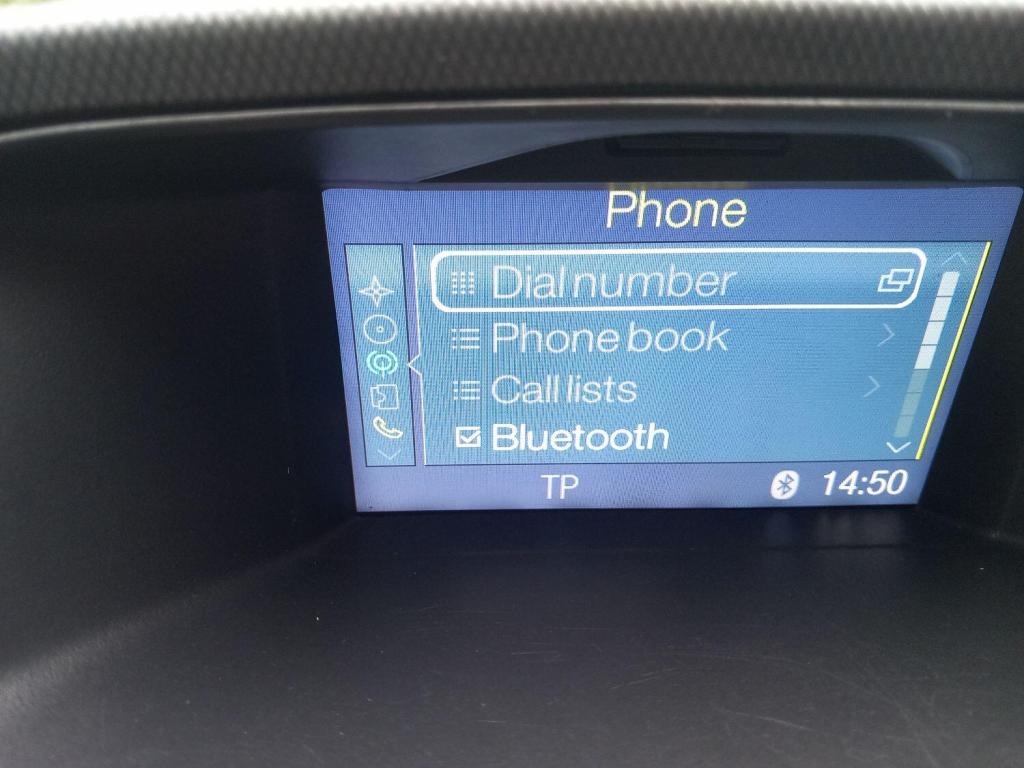 Phone
Dial number
Phone book
Call lists
Bluetooth
TP 14:50